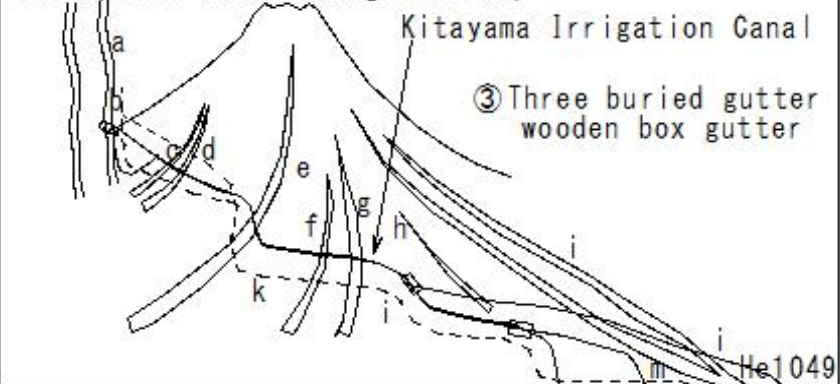 Kitayama Irrigation Canal
③Three buried gutter
wooden box gutter
a
b
c
d
e
f
g
h
i
k
i
i
m
He1049